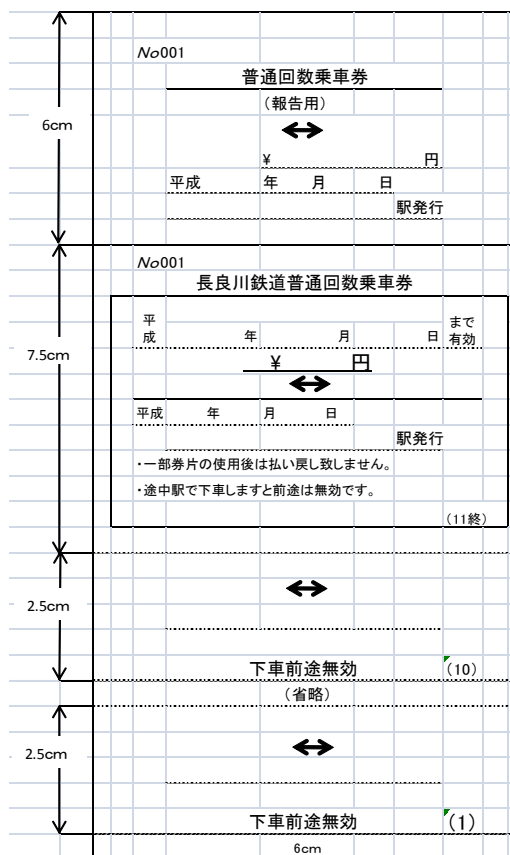 No001
普通回数乗車券
（報告用）
6cm
¥ 円
平成 年 月 日
駅発行
No001
長良川鉄道普通回数乗車券
平成 年 月 日 まで有効
7.5cm
¥ 円
平成 年 月 日
駅発行
・一部券片の使用後は払い戻し致しません。
・途中駅で下車しますと前途は無効です。
（11終）
2.5cm
下車前途無効 （10）
（省略）
2.5cm
下車前途無効 （1）
6cm